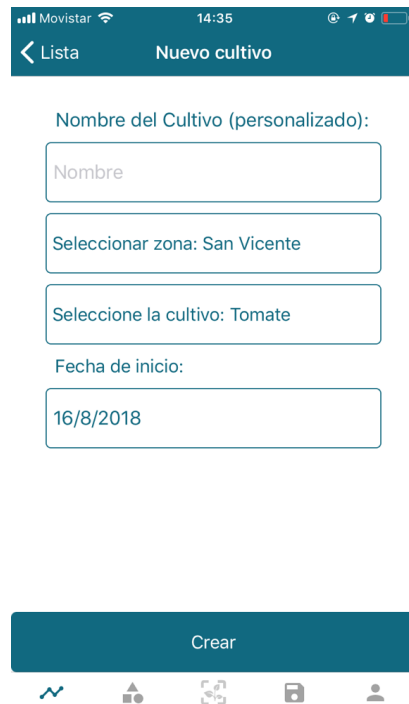 Movistar 14:35
Lista Nuevo cultivo
Nombre del Cultivo (personalizado):
Nombre
Seleccionar zona: San Vicente
Seleccione la cultivo: Tomate
Fecha de inicio:
16/8/2018
Crear